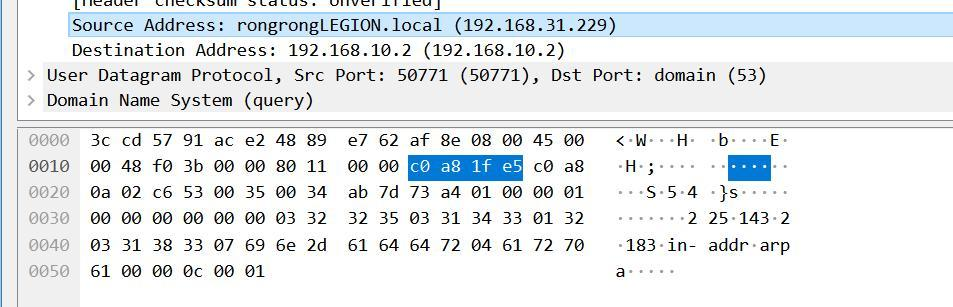 [Header checksum status: Unverified]
Source Address: rongrongLEGION.local (192.168.31.229)
Destination Address: 192.168.10.2 (192.168.10.2)
> User Datagram Protocol, Src Port: 50771 (50771), Dst Port: domain (53)
> Domain Name System (query)
0000 3c cd 57 91 ac e2 48 89 e7 62 af 8e 08 00 45 00 <·W···H· ·b····E·
0010 00 48 f0 3b 00 00 80 11 00 00 c0 a8 1f e5 c0 a8 ·H·;···· ········
0020 0a 02 c6 53 00 35 00 34 ab 7d 73 a4 01 00 00 01 ···S·5·4 ·}s·····
0030 00 00 00 00 00 00 03 32 32 35 03 31 34 33 01 32 ·······2 25·143·2
0040 03 31 38 33 07 69 6e 2d 61 64 64 72 04 61 72 70 ·183·in- addr·arp
0050 61 00 00 0c 00 01 a·····